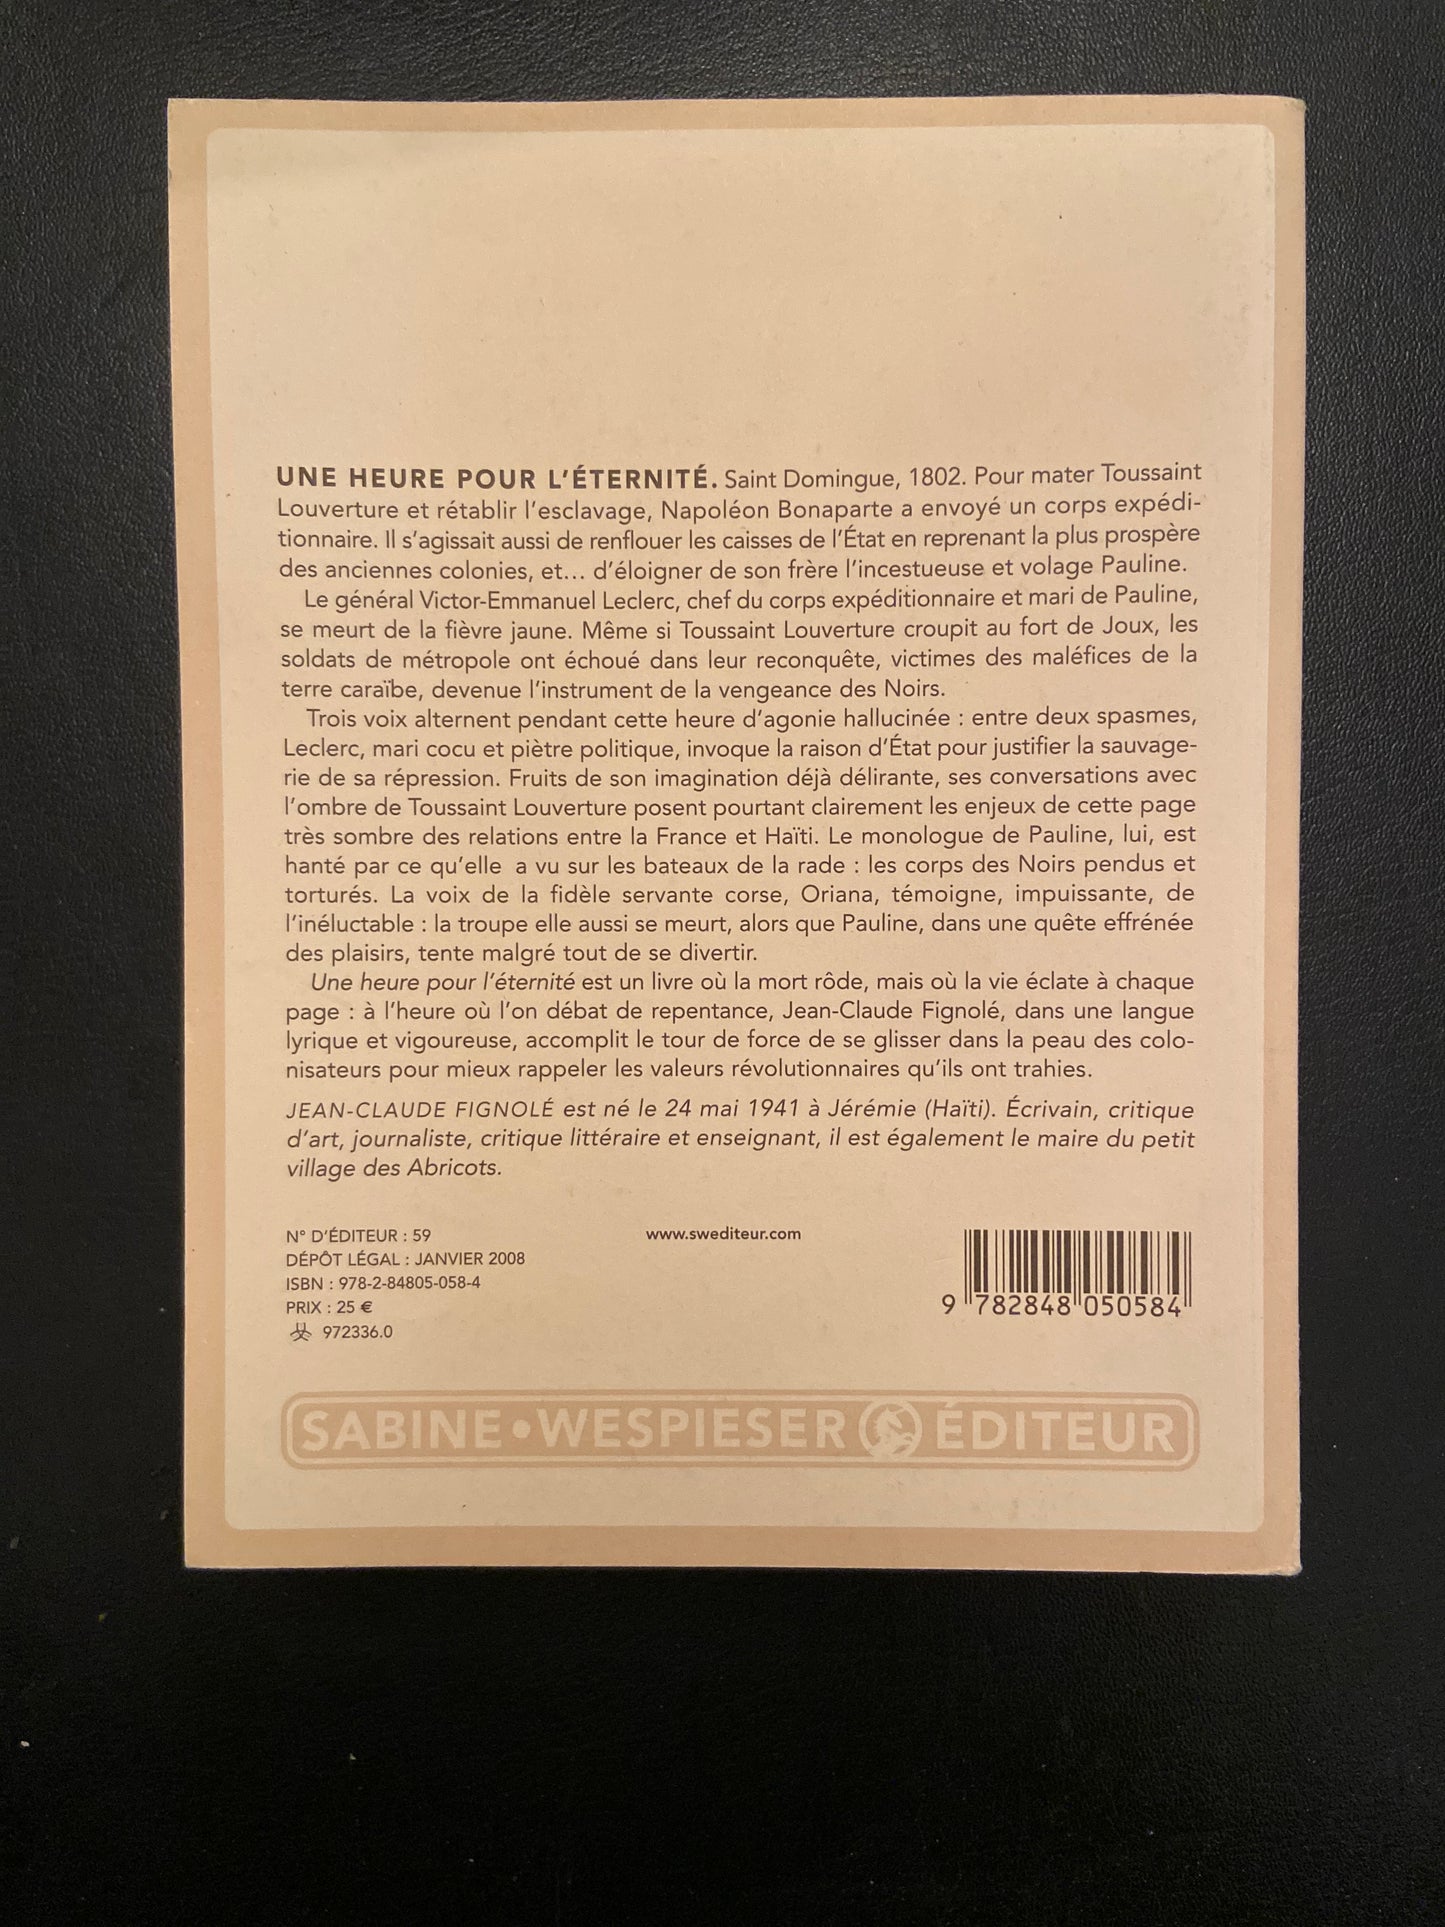 UNE HEURE POUR L'ÉTERNITÉ. Saint Domingue, 1802. Pour mater Toussaint
Louverture et rétablir l'esclavage, Napoléon Bonaparte a envoyé un corps expédi-
tionnaire. Il s'agissait aussi de renflouer les caisses de l'État en reprenant la plus prospère
des anciennes colonies, et... d'éloigner de son frère l'incestueuse et volage Pauline.
Le général Victor-Emmanuel Leclerc, chef du corps expéditionnaire et mari de Pauline,
se meurt de la fièvre jaune. Même si Toussaint Louverture croupit au fort de Joux, les
soldats de métropole ont échoué dans leur reconquête, victimes des maléfices de la
terre caraïbe, devenue l'instrument de la vengeance des Noirs.
Trois voix alternent pendant cette heure d'agonie hallucinée : entre deux spasmes,
Leclerc, mari cocu et piètre politique, invoque la raison d'État pour justifier la sauvage-
rie de sa répression. Fruits de son imagination déjà délirante, ses conversations avec
l'ombre de Toussaint Louverture posent pourtant clairement les enjeux de cette page
très sombre des relations entre la France et Haïti. Le monologue de Pauline, lui, est
hanté par ce qu'elle a vu sur les bateaux de la rade : les corps des Noirs pendus et
torturés. La voix de la fidèle servante corse, Oriana, témoigne, impuissante, de
l'inéluctable : la troupe elle aussi se meurt, alors que Pauline, dans une quête effrénée
des plaisirs, tente malgré tout de se divertir.
Une heure pour l'éternité est un livre où la mort rôde, mais où la vie éclate à chaque
page : à l'heure où l'on débat de repentance, Jean-Claude Fignolé, dans une langue
lyrique et vigoureuse, accomplit le tour de force de se glisser dans la peau des colo-
nisateurs pour mieux rappeler les valeurs révolutionnaires qu'ils ont trahies.
JEAN-CLAUDE FIGNOLÉ est né le 24 mai 1941 à Jérémie (Haïti). Écrivain, critique
d'art, journaliste, critique littéraire et enseignant, il est également le maire du petit
village des Abricots.
N° D'ÉDITEUR : 59
DÉPÔT LÉGAL : JANVIER 2008
ISBN : 978-2-84805-058-4
PRIX : 25 €
972336.0
www.swediteur.com
9 782848 050584
SABINE • WESPIESER ÉDITEUR